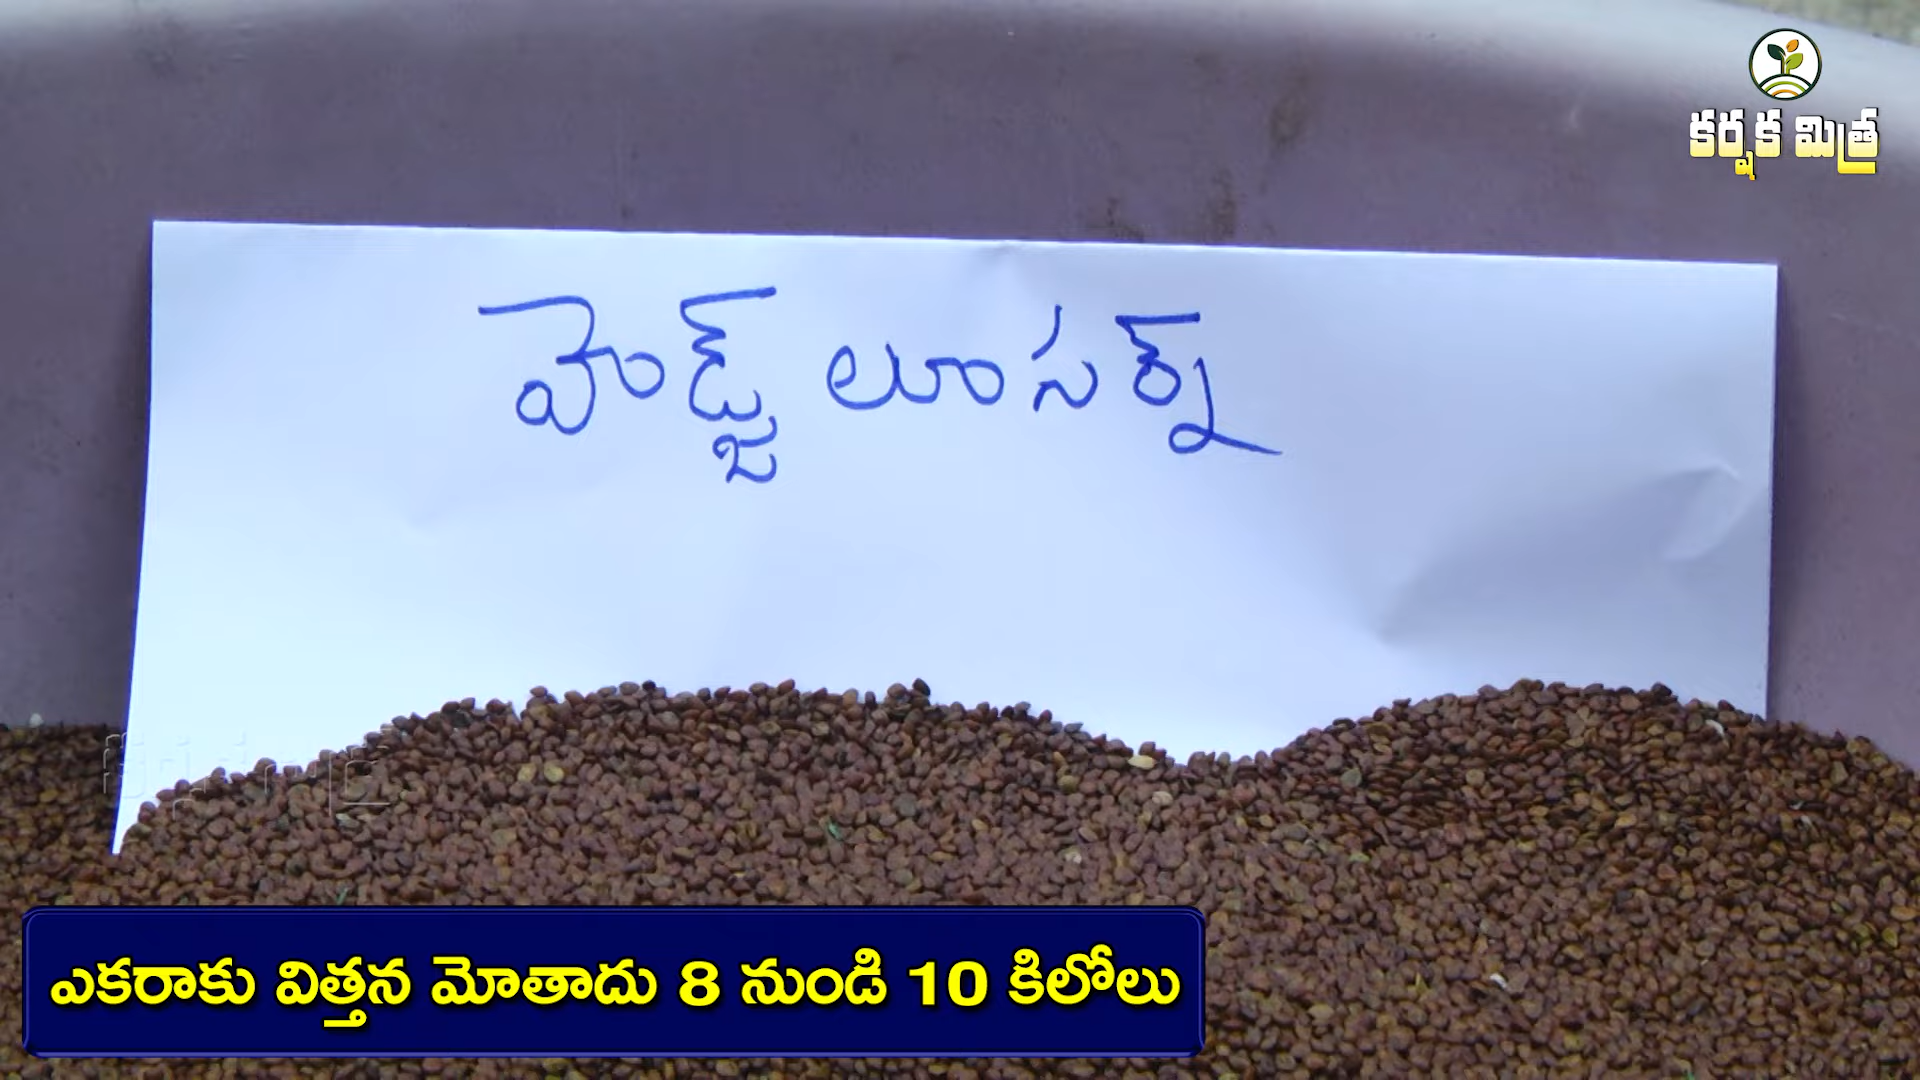 కర్షక మిత్ర
హెడ్జ్ లూసర్న్
ఎకరాకు విత్తన మోతాదు 8 నుండి 10 కిలోలు